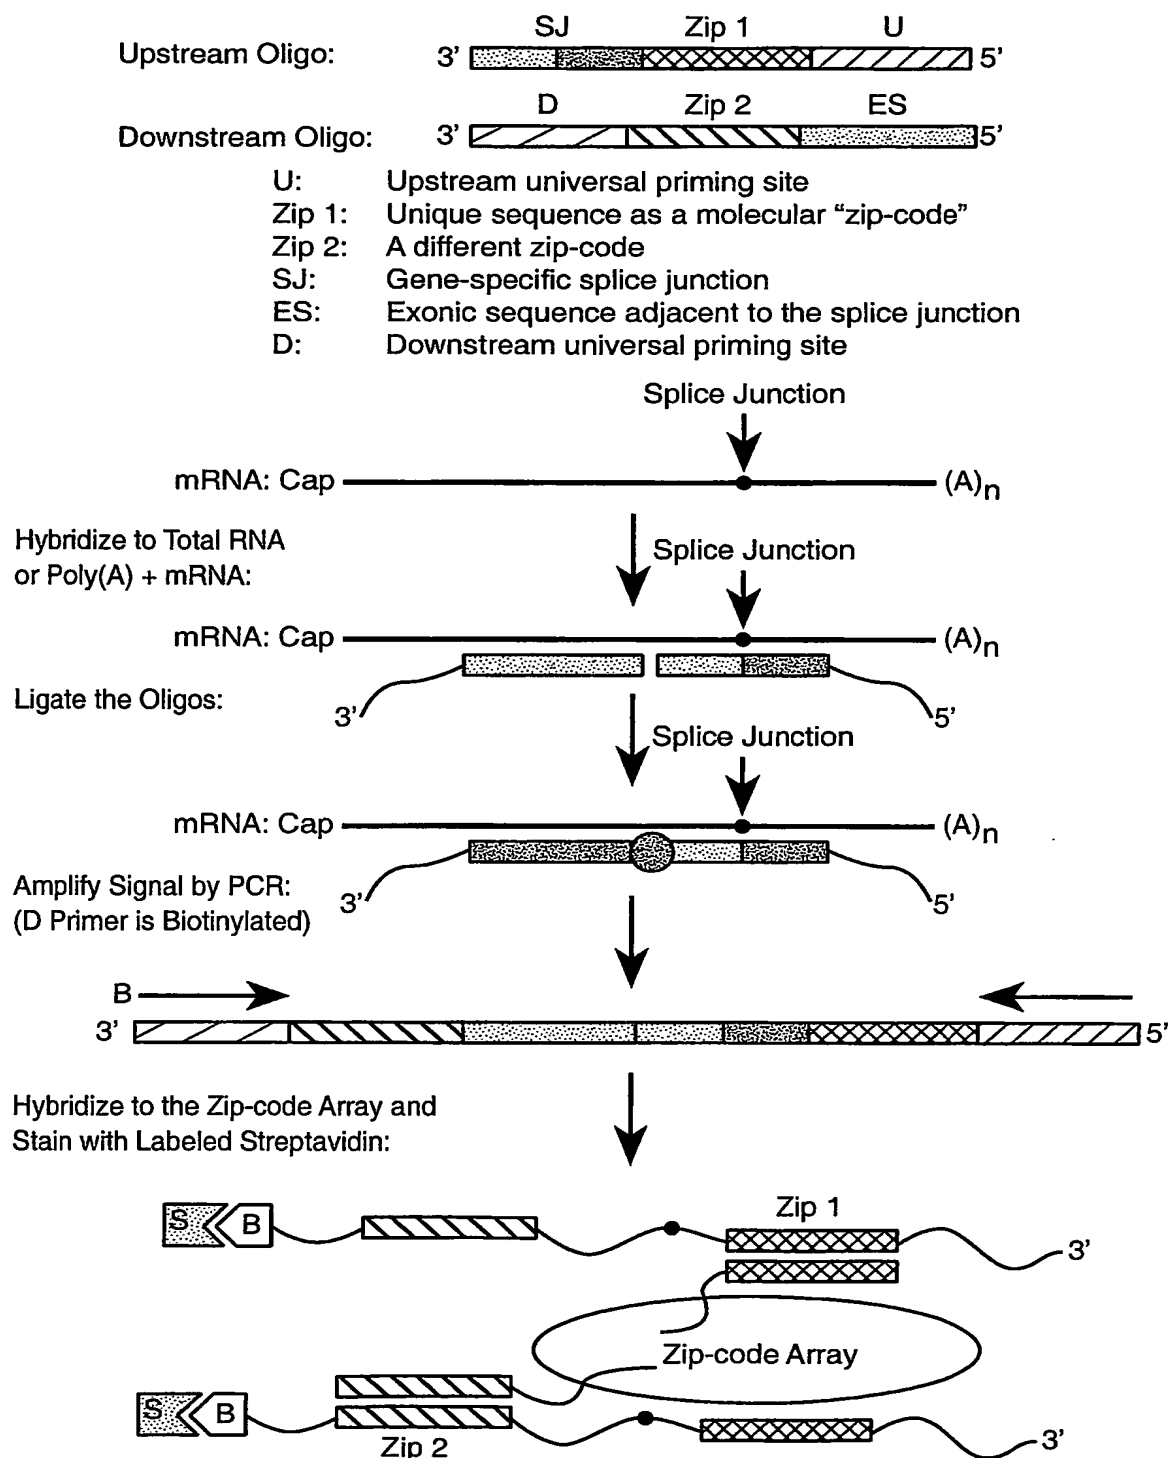 SJ Zip 1 U
Upstream Oligo: 3’ 5’
D Zip 2 ES
Downstream Oligo: 3’ 5’
U: Upstream universal priming site
Zip 1: Unique sequence as a molecular “zip-code”
Zip 2: A different zip-code
SJ: Gene-specific splice junction
ES: Exonic sequence adjacent to the splice junction
D: Downstream universal priming site
Splice Junction
mRNA: Cap (A)n
Hybridize to Total RNA
or Poly(A) + mRNA:
Splice Junction
mRNA: Cap (A)n
Ligate the Oligos:
3’ 5’
Splice Junction
mRNA: Cap (A)n
Amplify Signal by PCR:
(D Primer is Biotinylated)
3’ 5’
B
3’ 5’
Hybridize to the Zip-code Array and
Stain with Labeled Streptavidin:
S B Zip 1 3’
Zip-code Array
S B 3’
Zip 2